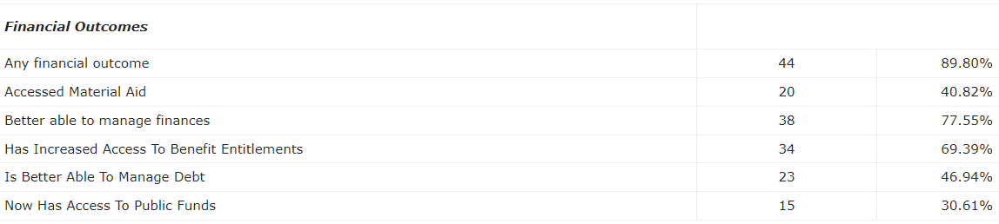 Financial Outcomes
Any financial outcome 44 89.80%
Accessed Material Aid 20 40.82%
Better able to manage finances 38 77.55%
Has Increased Access To Benefit Entitlements 34 69.39%
Is Better Able To Manage Debt 23 46.94%
Now Has Access To Public Funds 15 30.61%